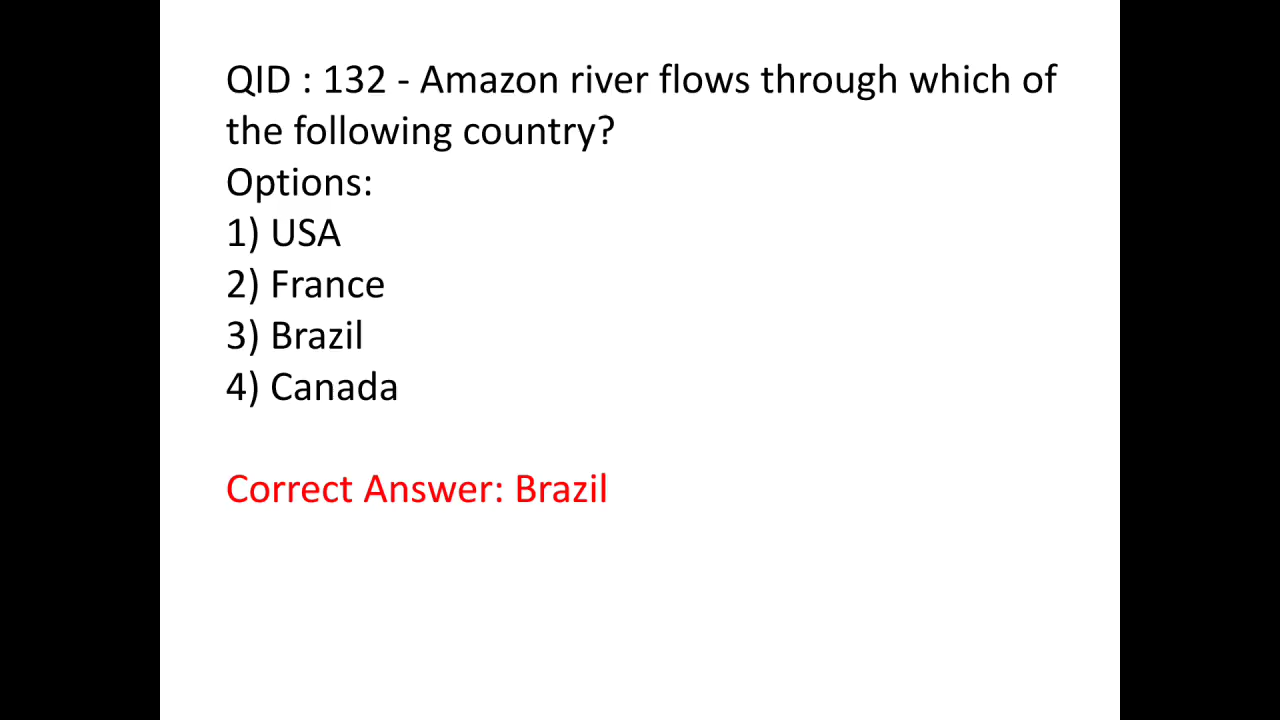 QID : 132 - Amazon river flows through which of
the following country?
Options:
1) USA
2) France
3) Brazil
4) Canada
Correct Answer: Brazil